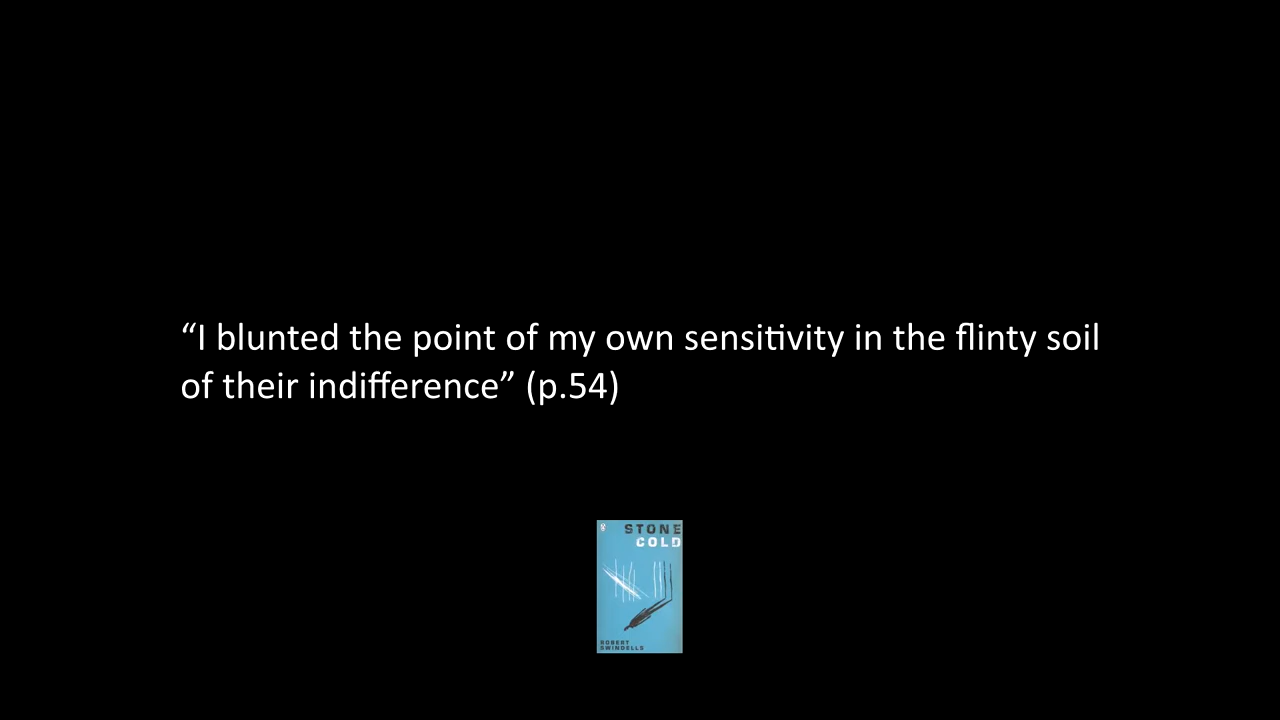 “I blunted the point of my own sensitivity in the flinty soil
of their indifference” (p.54)
STONE
COLD
ROBERT
SWINDELLS